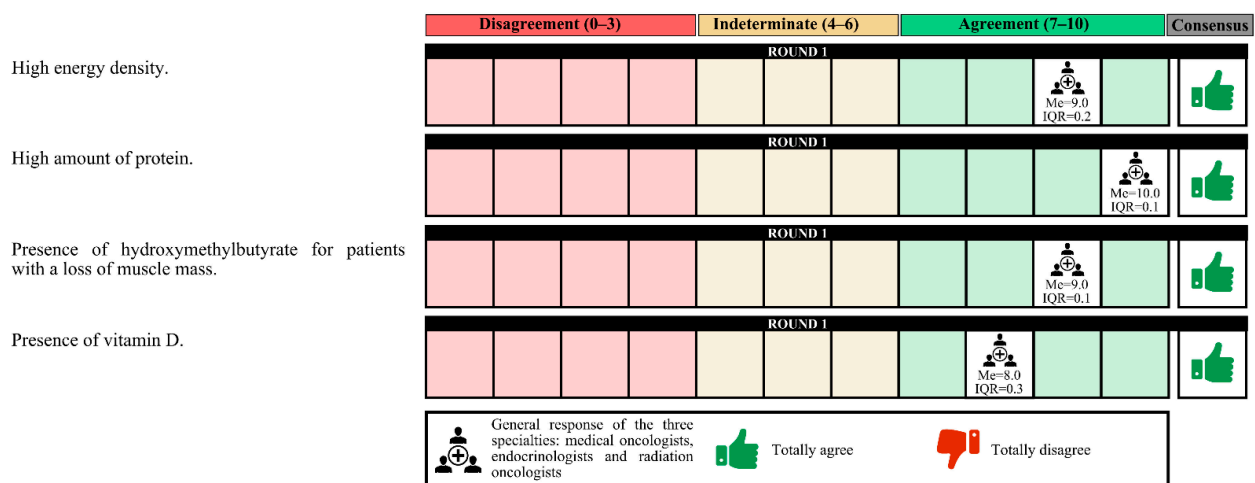 Disagreement (0–3) Indeterminate (4–6) Agreement (7–10) Consensus
ROUND 1
High energy density.
Me=9.0
IQR=0.2
ROUND 1
High amount of protein.
Me=10.0
IQR=0.1
ROUND 1
Presence of hydroxymethylbutyrate for patients
with a loss of muscle mass.
Me=9.0
IQR=0.1
ROUND 1
Presence of vitamin D.
Me=8.0
IQR=0.3
General response of the three
specialties: medical oncologists,
endocrinologists and radiation
oncologists
Totally agree
Totally disagree